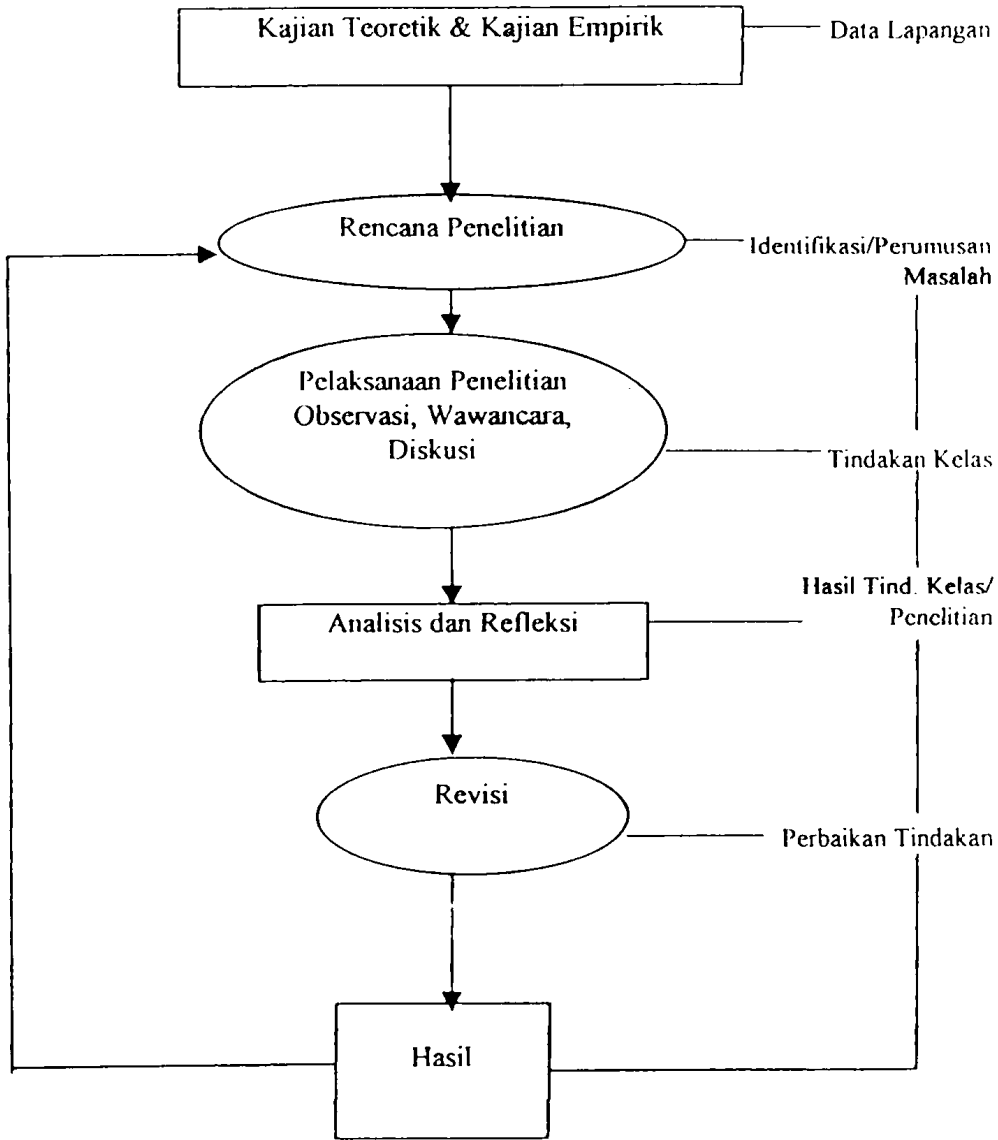 Kajian Teoretik & Kajian Empirik
Data Lapangan
Rencana Penelitian
Identifikasi/Perumusan
Masalah
Pelaksanaan Penelitian
Observasi, Wawancara,
Diskusi
Tindakan Kelas
Analisis dan Refleksi
Hasil Tind. Kelas/
Penelitian
Revisi
Perbaikan Tindakan
Hasil